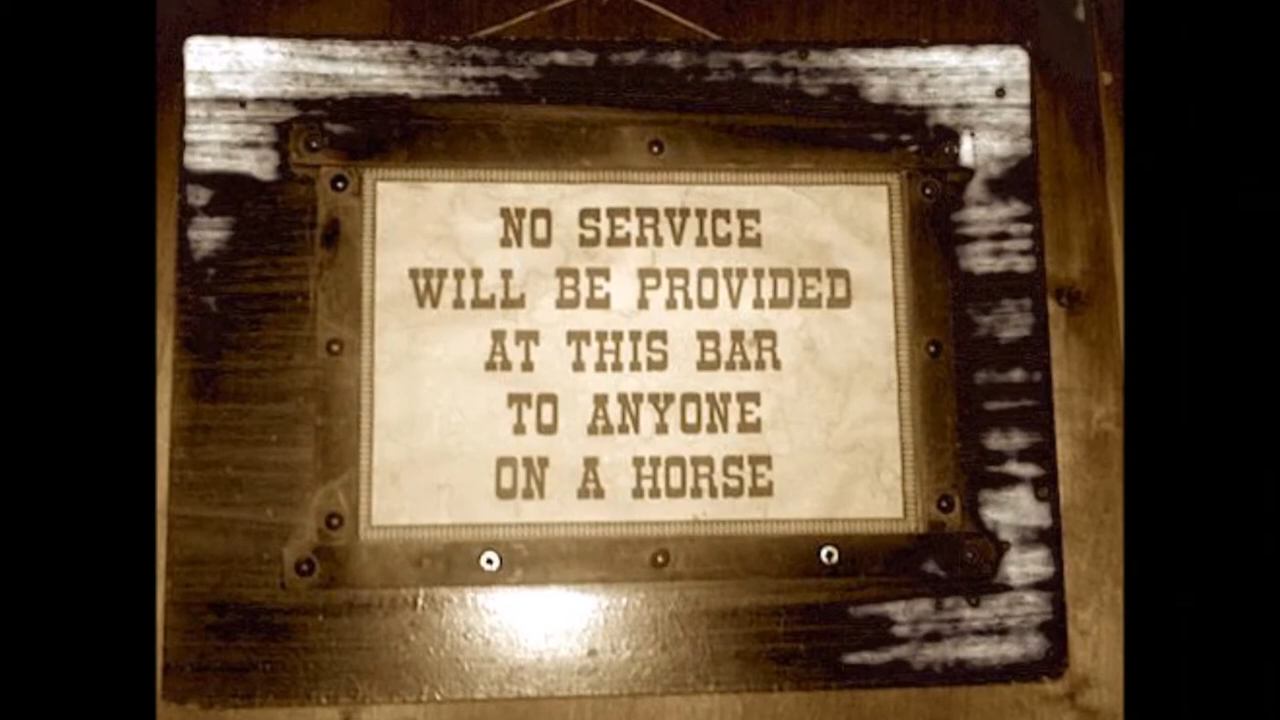 NO SERVICE
WILL BE PROVIDED
AT THIS BAR
TO ANYONE
ON A HORSE